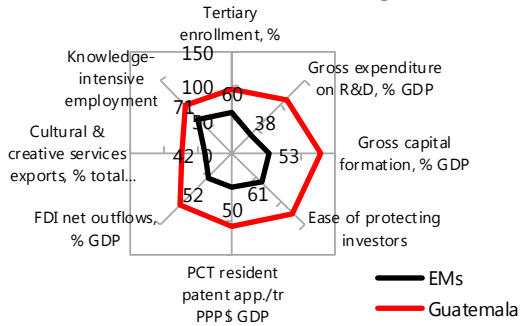 Tertiary
enrollment, %
150
Knowledge-
intensive
employment
100
Gross expenditure
on R&D, % GDP
60
71
50
38
Cultural &
creative services
exports, % total...
42
0
53
Gross capital
formation, % GDP
52
61
FDI net outflows,
% GDP
50
Ease of protecting
investors
PCT resident
patent app./tr
PPP$ GDP
EMs
Guatemala